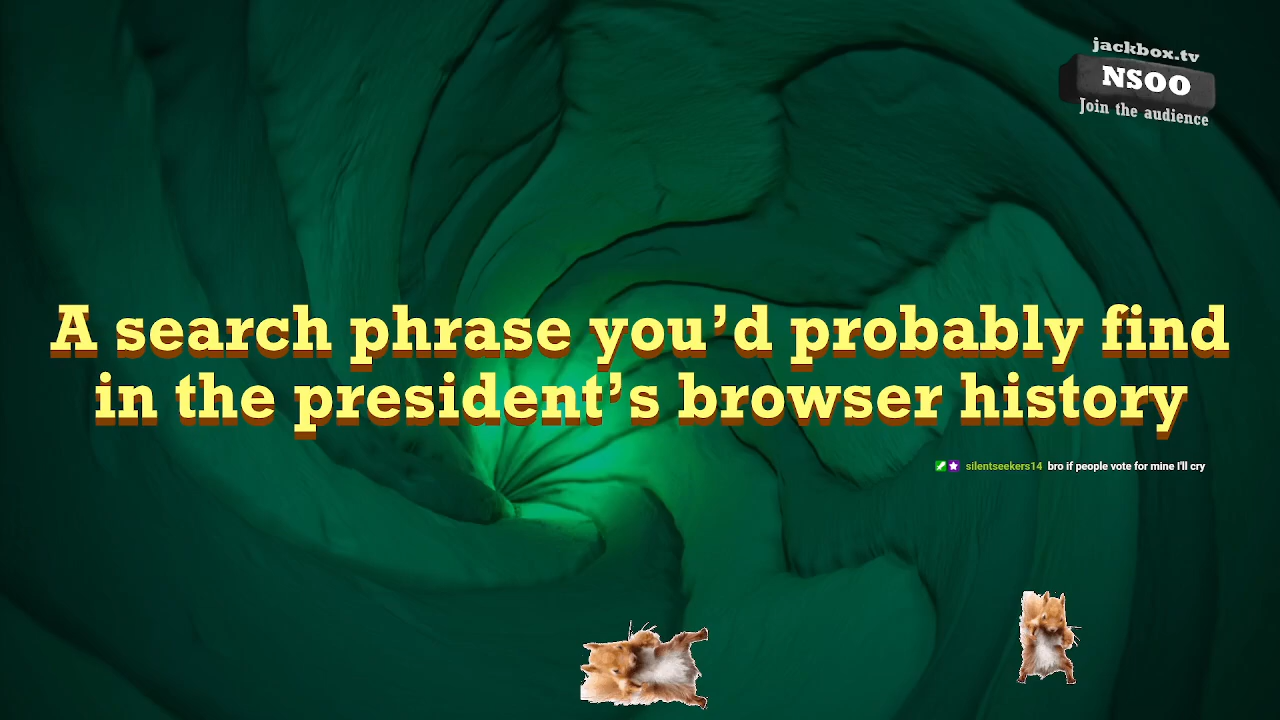 jackbox.tv
NSOO
Join the audience
A search phrase you’d probably find
in the president’s browser history
silentseekers14 bro if people vote for mine I'll cry